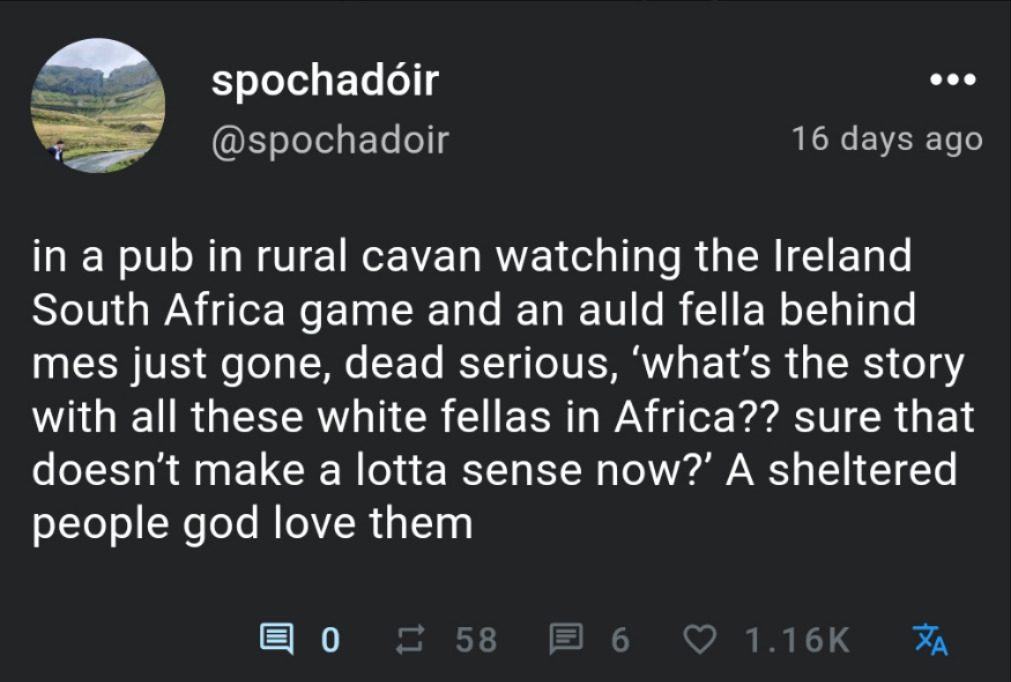 spochadóir
@spochadoir
16 days ago
in a pub in rural cavan watching the Ireland
South Africa game and an auld fella behind
mes just gone, dead serious, ‘what’s the story
with all these white fellas in Africa?? sure that
doesn’t make a lotta sense now?’ A sheltered
people god love them
0 58 6 1.16K